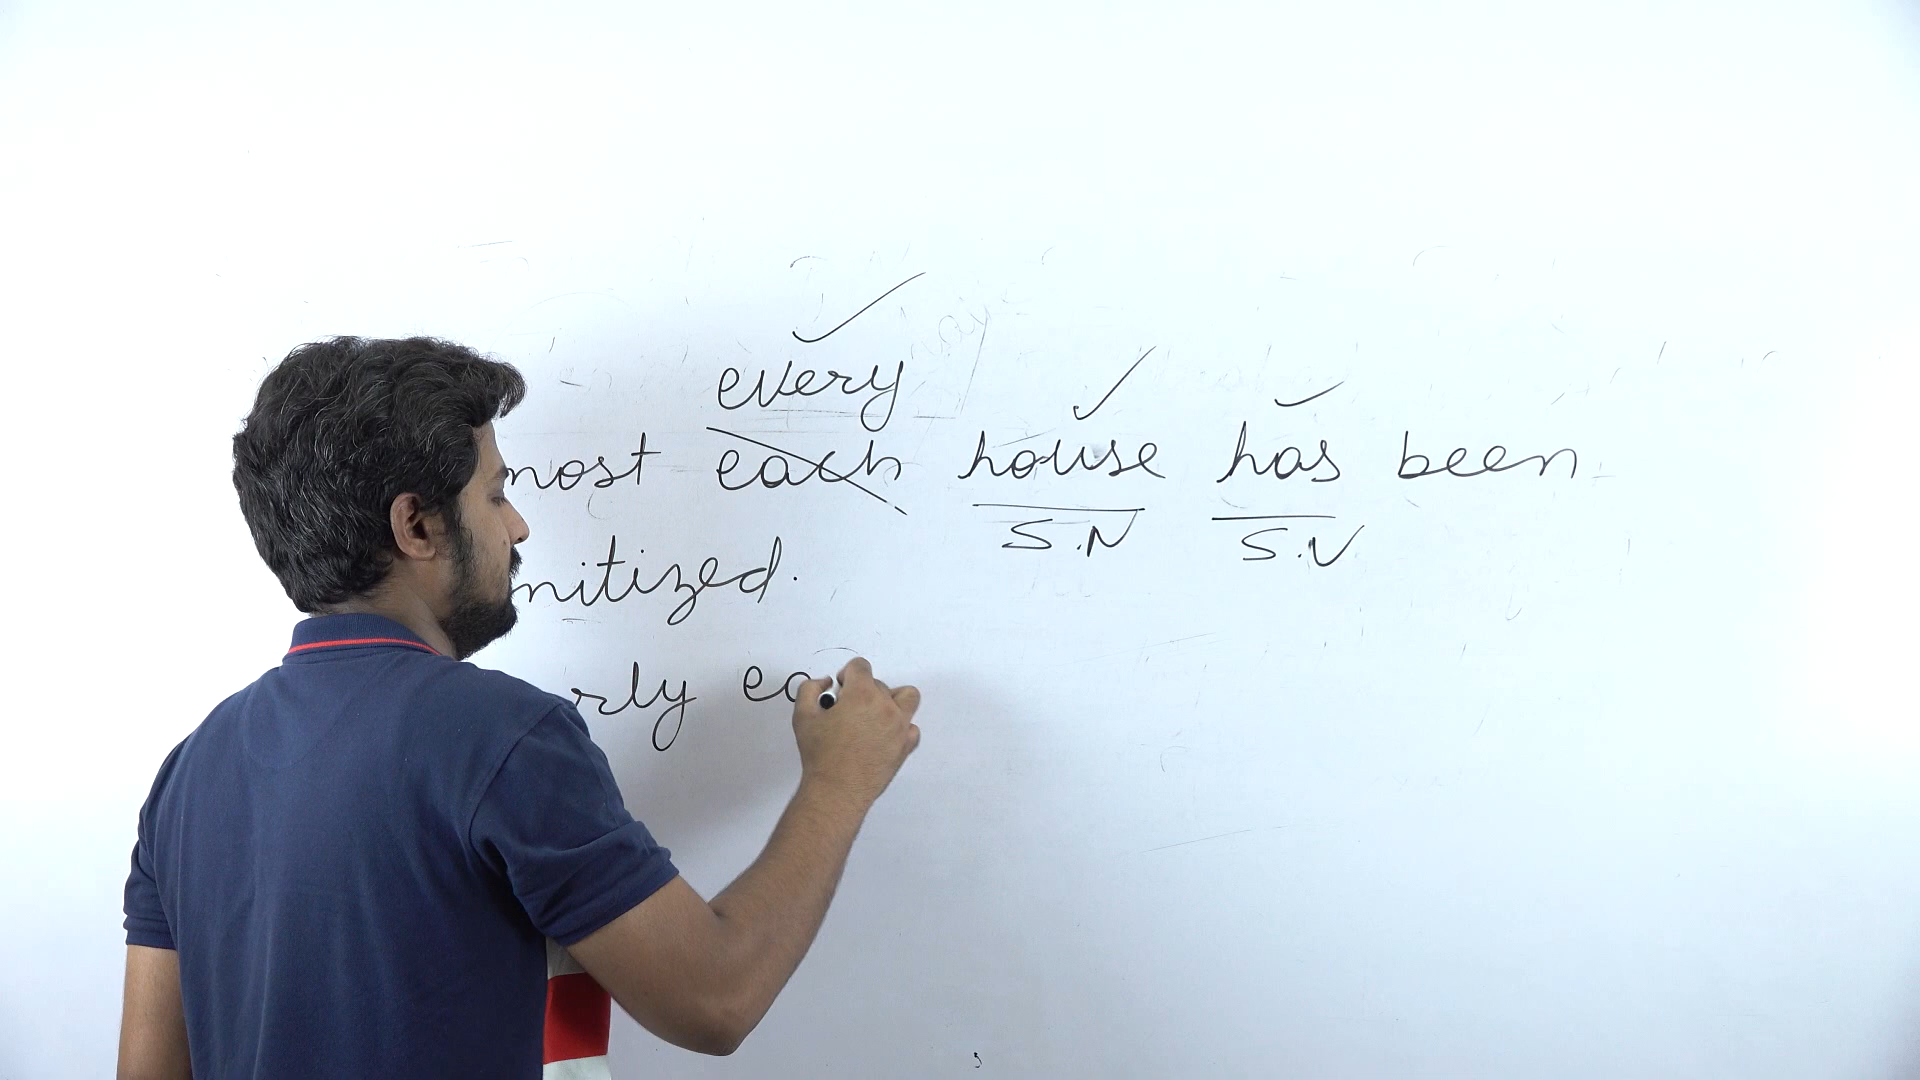 every
most each house has been
S.N S.V
nitized.
rly ea